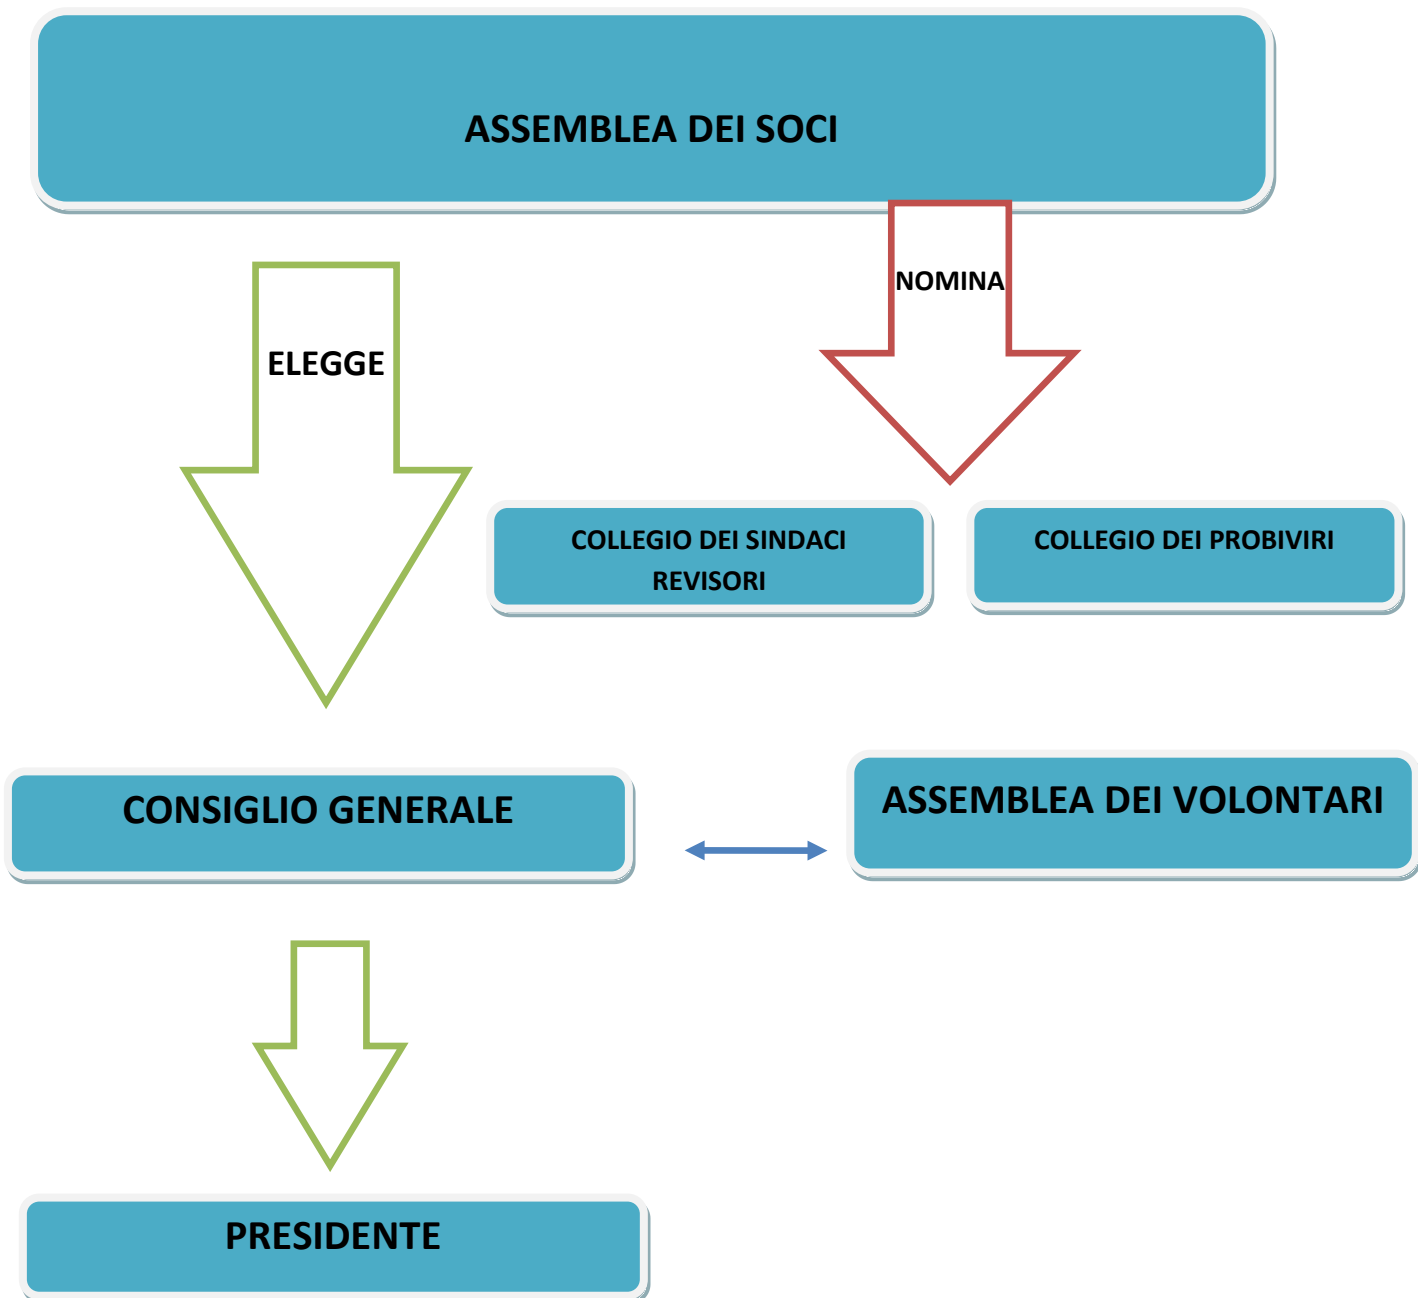 ASSEMBLEA DEI SOCI
NOMINA
ELEGGE
COLLEGIO DEI SINDACI
REVISORI
COLLEGIO DEI PROBIVIRI
CONSIGLIO GENERALE
ASSEMBLEA DEI VOLONTARI
PRESIDENTE